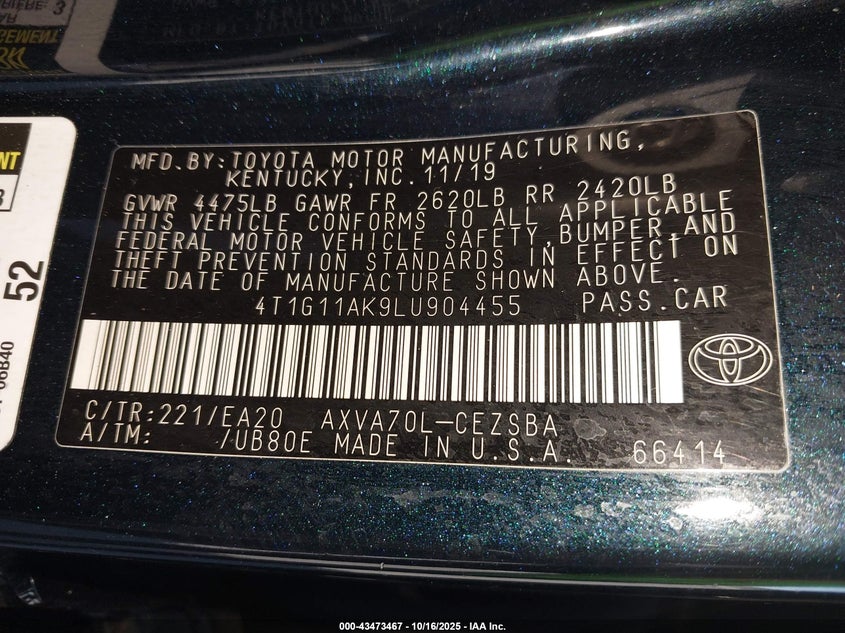 MFD.BY:TOYOTA MOTOR MANUFACTURING,
KENTUCKY,INC.11/19
GVWR 4475LB GAWR FR 2620LB RR 2420LB
THIS VEHICLE CONFORMS TO ALL APPLICABLE
FEDERAL MOTOR VEHICLE SAFETY,BUMPER,AND
THEFT PREVENTION STANDARDS IN EFFECT ON
THE DATE OF MANUFACTURE SHOWN ABOVE.
4T1G11AK9LU904455 PASS.CAR
C/TR:221/EA20 AXVA70L-CEZSBA
A/TM: /UB80E MADE IN U.S.A. 66414
52
06B40
000-43473467 - 10/16/2025 - IAA Inc.